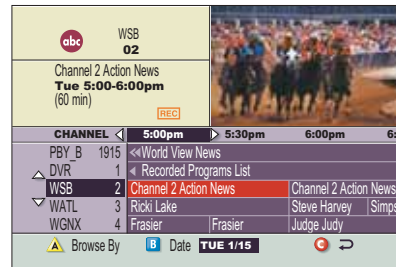 abc
WSB
02
Channel 2 Action News
Tue 5:00-6:00pm
(60 min)
REC
CHANNEL 5:00pm 5:30pm 6:00pm 6:
PBY_B 1915 World View News
DVR 1 Recorded Programs List
WSB 2 Channel 2 Action News Channel 2 Action News
WATL 3 Ricki Lake Steve Harvey Simps
WGNX 4 Frasier Frasier Judge Judy
A Browse By B Date TUE 1/15 C